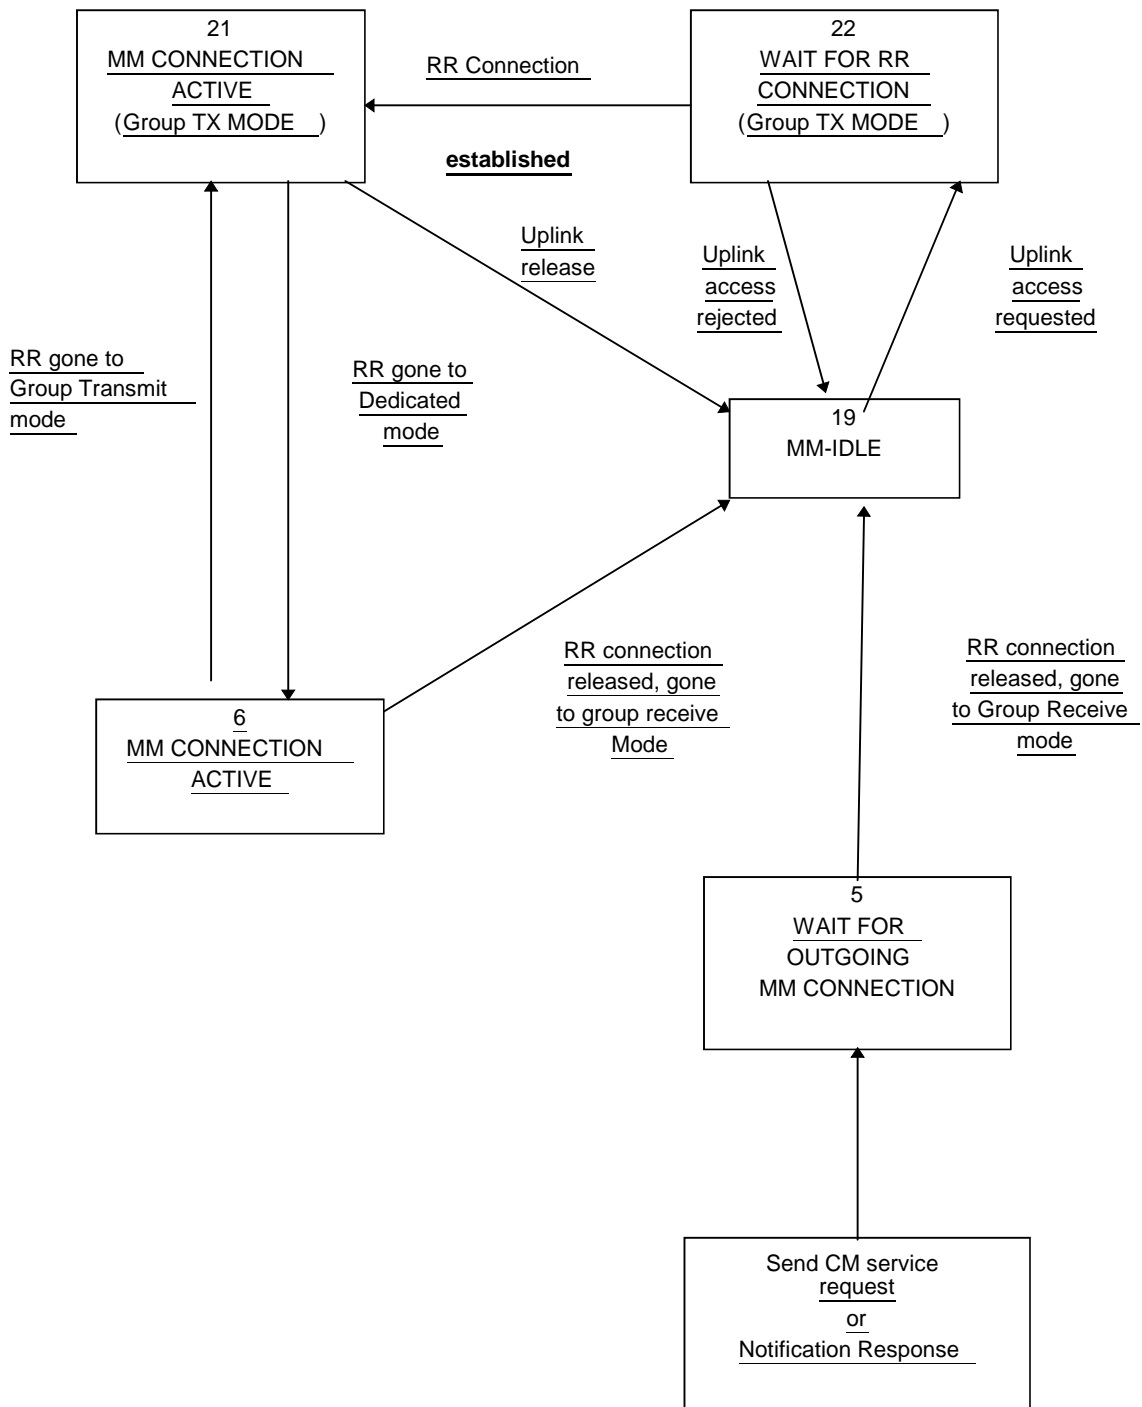 21
MM CONNECTION
ACTIVE
(Group TX MODE )
RR Connection
established
22
WAIT FOR RR
CONNECTION
(Group TX MODE )
Uplink
release
Uplink
access
rejected
Uplink
access
requested
RR gone to
Group Transmit
mode
RR gone to
Dedicated
mode
19
MM-IDLE
RR connection
released, gone
to group receive
Mode
RR connection
released, gone
to Group Receive
mode
6
MM CONNECTION
ACTIVE
5
WAIT FOR
OUTGOING
MM CONNECTION
Send CM service
request
or
Notification Response